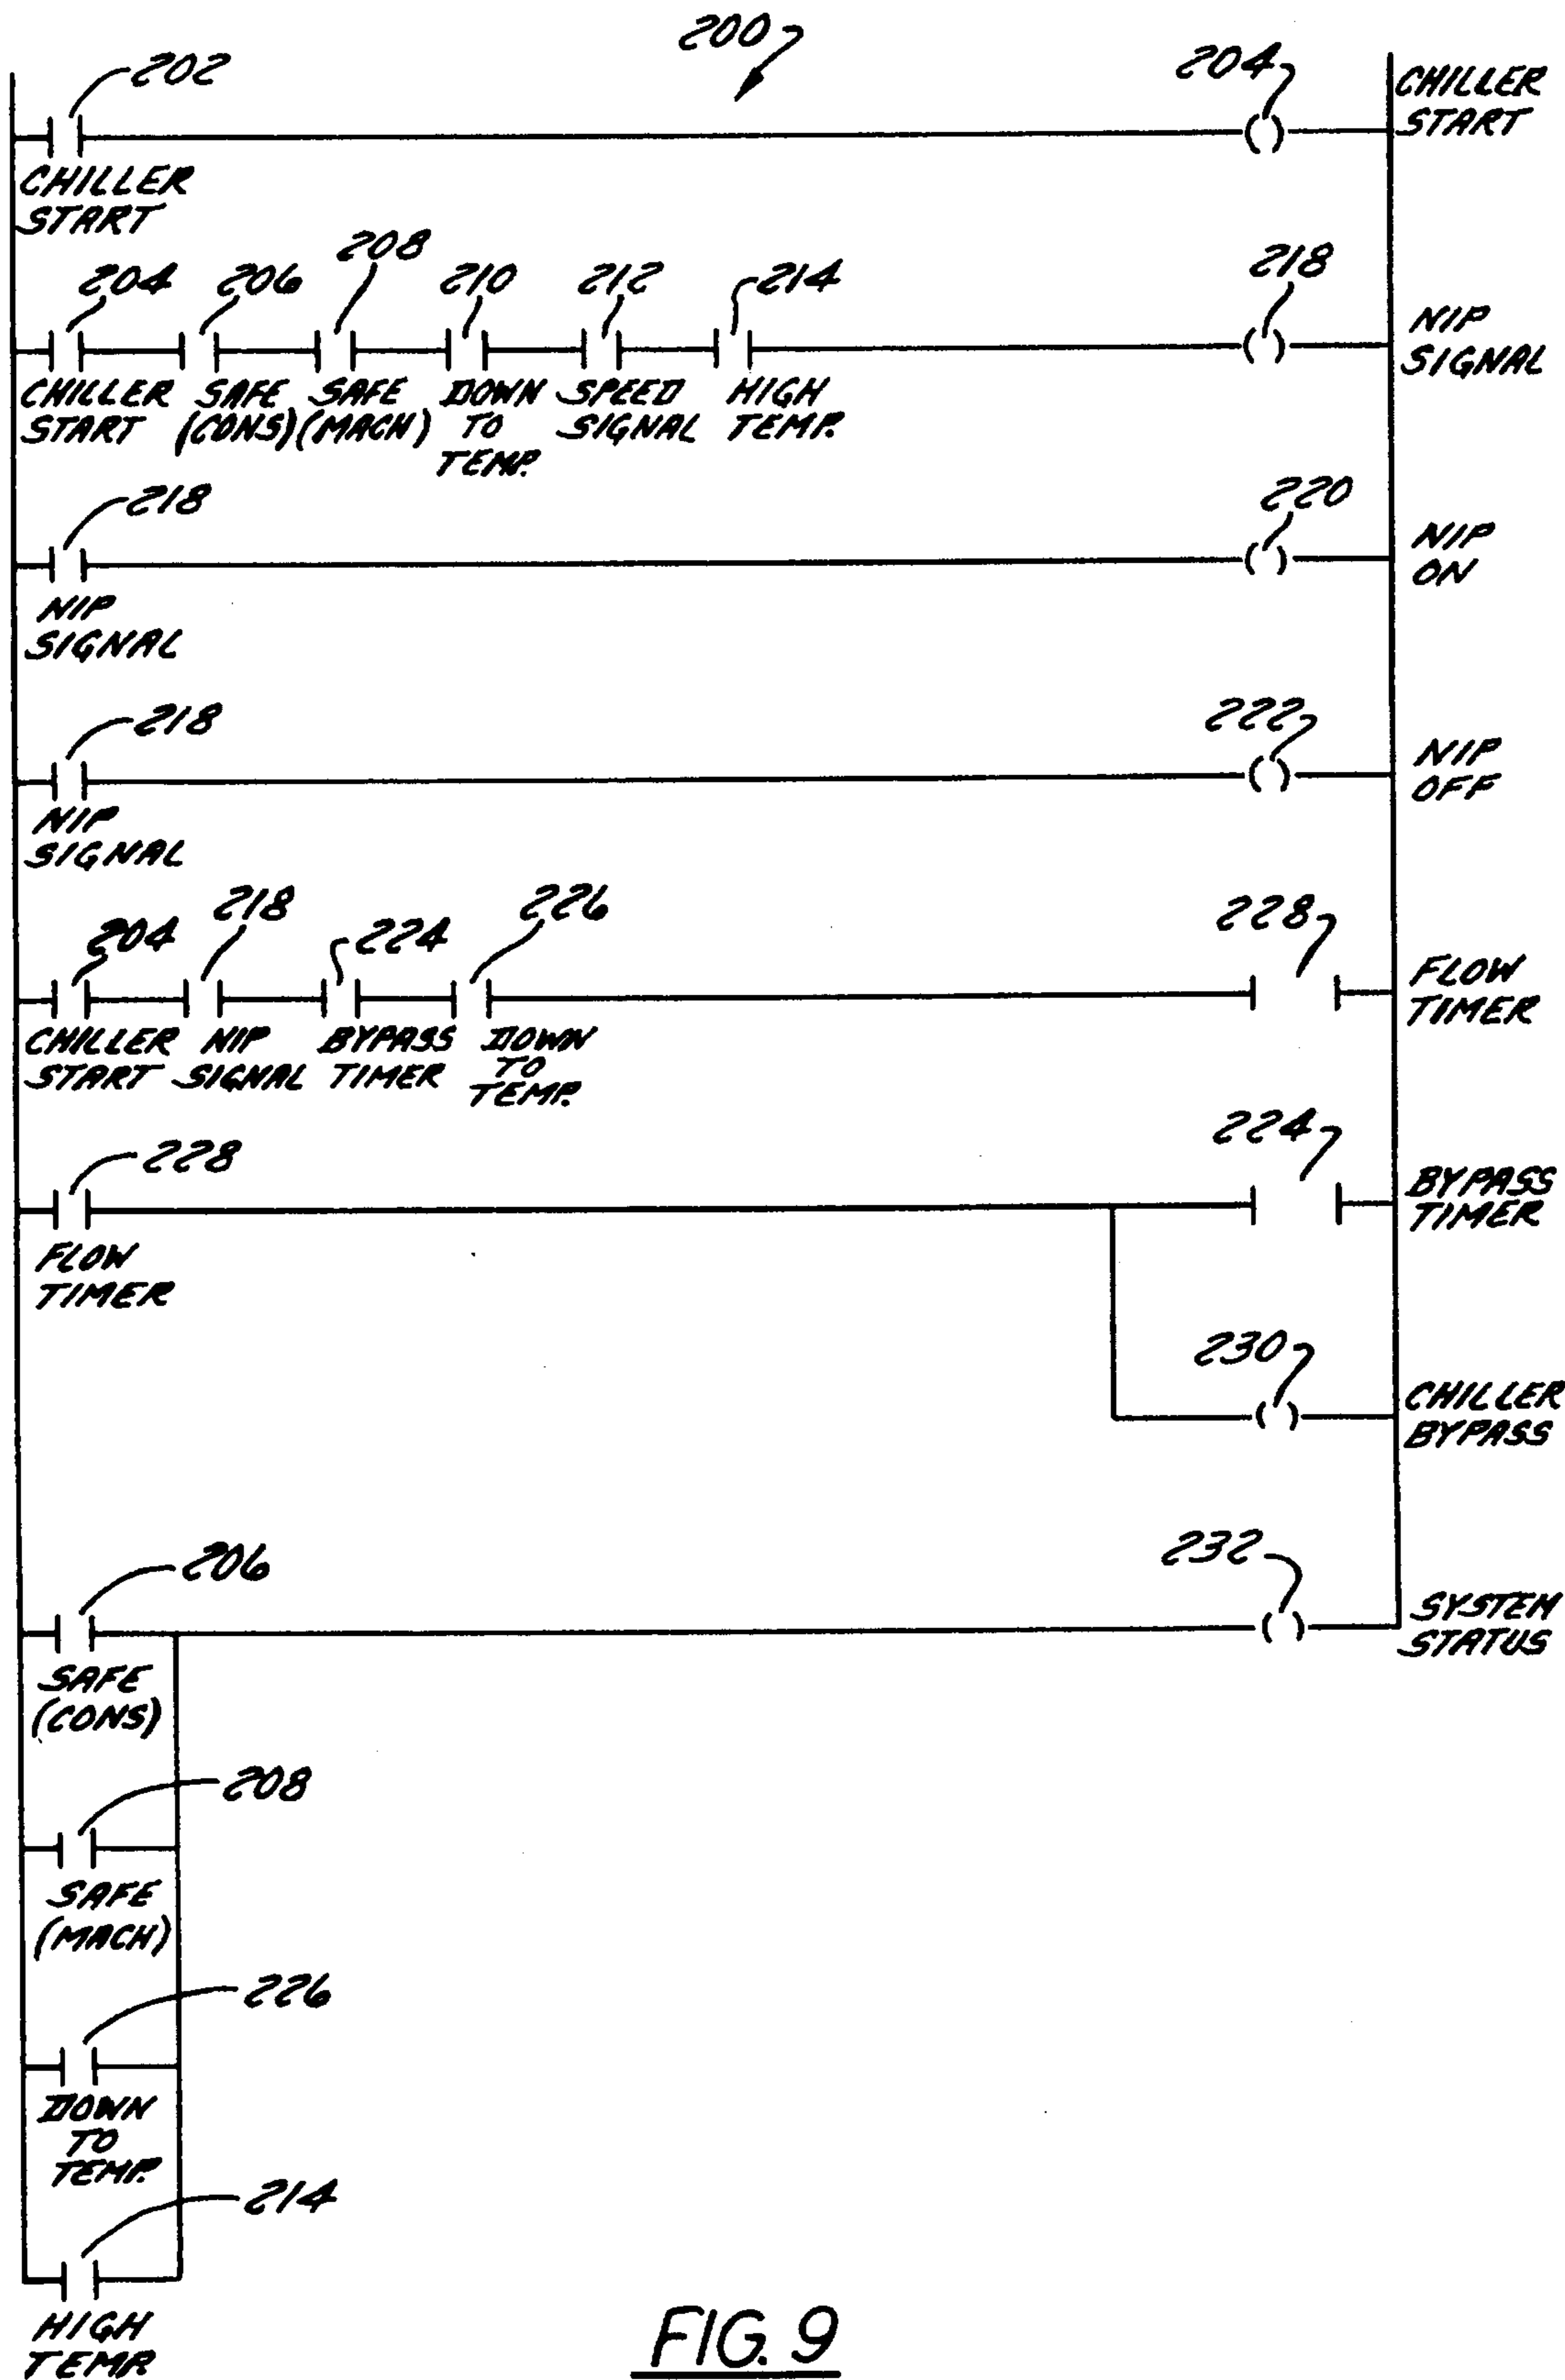 200
202
204
CHILLER
START
CHILLER
START
204
206
208
210
212
214
218
NIP
SIGNAL
CHILLER
START
SAFE
(CONS)
SAFE
(MACH)
DOWN
TO
TEMP.
SPEED
SIGNAL
HIGH
TEMP.
218
220
NIP
ON
NIP
SIGNAL
218
222
NIP
OFF
NIP
SIGNAL
204
218
224
226
228
FLOW
TIMER
CHILLER
START
NIP
SIGNAL
BYPASS
TIMER
DOWN
TO
TEMP.
228
224
BYPASS
TIMER
FLOW
TIMER
230
CHILLER
BYPASS
206
232
SYSTEM
STATUS
SAFE
(CONS)
208
SAFE
(MACH)
226
DOWN
TO
TEMP.
214
HIGH
TEMP.
FIG. 9